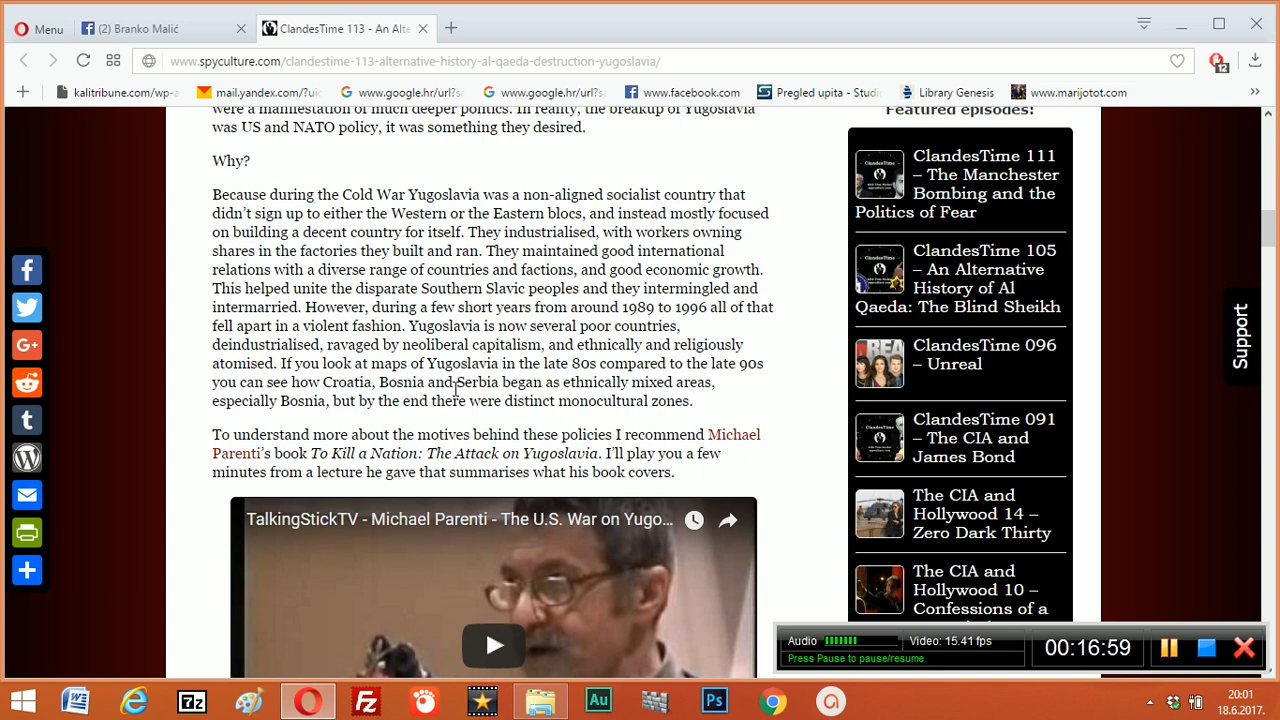 Menu
(2) Branko Malić
ClandesTime 113 - An Alte
www.spyculture.com/clandestime-113-alternative-history-al-qaeda-destruction-yugoslavia/
12
kalitribune.com/wp-
mail.yandex.com/?uid
www.google.hr/url?sa
www.google.hr/url?sa
www.facebook.com
Pregled upita - Studi
Library Genesis
www.marijotot.com
were a manifestation of much deeper politics. In reality, the breakup of Yugoslavia
was US and NATO policy, it was something they desired.
Why?
Because during the Cold War Yugoslavia was a non-aligned socialist country that
didn't sign up to either the Western or the Eastern blocs, and instead mostly focused
on building a decent country for itself. They industrialised, with workers owning
shares in the factories they built and ran. They maintained good international
relations with a diverse range of countries and factions, and good economic growth.
This helped unite the disparate Southern Slavic peoples and they intermingled and
intermarried. However, during a few short years from around 1989 to 1996 all of that
fell apart in a violent fashion. Yugoslavia is now several poor countries,
deindustrialised, ravaged by neoliberal capitalism, and ethnically and religiously
atomised. If you look at maps of Yugoslavia in the late 80s compared to the late 90s
you can see how Croatia, Bosnia and Serbia began as ethnically mixed areas,
especially Bosnia, but by the end there were distinct monocultural zones.
To understand more about the motives behind these policies I recommend Michael
Parenti's book To Kill a Nation: The Attack on Yugoslavia. I'll play you a few
minutes from a lecture he gave that summarises what his book covers.
TalkingStickTV - Michael Parenti - The U.S. War on Yugo...
Featured episodes:
ClandesTime 111
– The Manchester
Bombing and the
Politics of Fear
ClandesTime 105
– An Alternative
History of Al
Qaeda: The Blind Sheikh
ClandesTime 096
– Unreal
ClandesTime 091
– The CIA and
James Bond
The CIA and
Hollywood 14 –
Zero Dark Thirty
The CIA and
Hollywood 10 –
Confessions of a
Support
Audio
Video: 15.41 fps
Press Pause to pause/resume
00:16:59
20:01
18.6.2017.